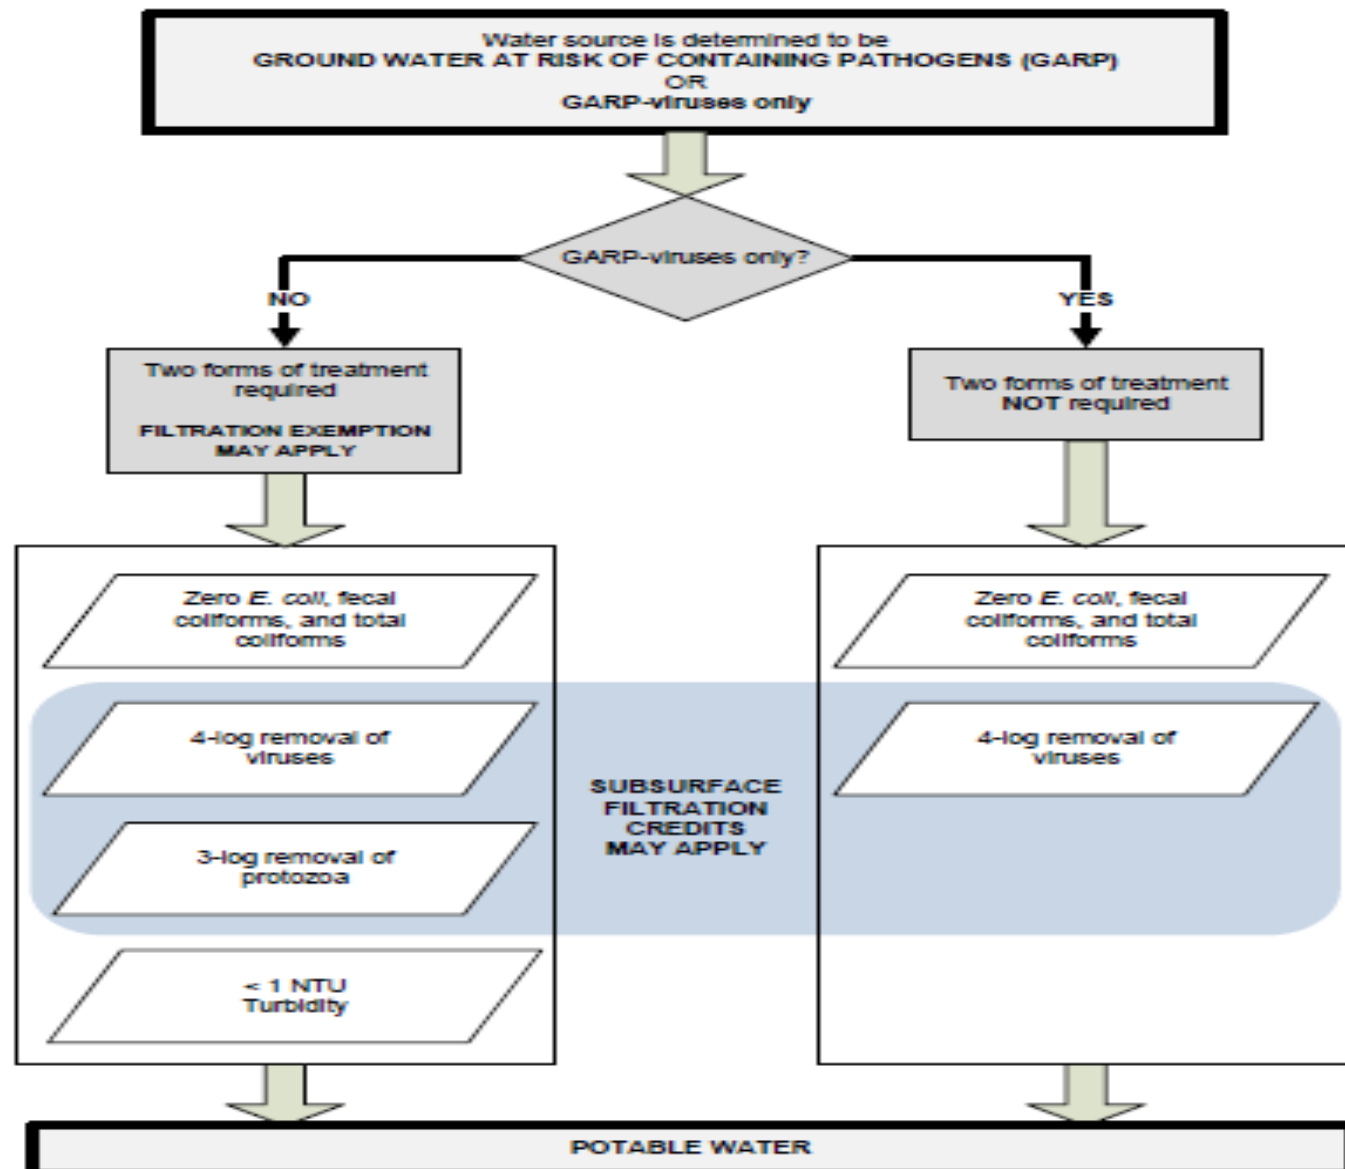 Water source is determined to be
GROUND WATER AT RISK OF CONTAINING PATHOGENS (GARP)
OR
GARP-viruses only
GARP-viruses only?
NO
YES
Two forms of treatment
required
FILTRATION EXEMPTION
MAY APPLY
Two forms of treatment
NOT required
Zero E. coli, fecal
coliforms, and total
coliforms
Zero E. coli, fecal
coliforms, and total
coliforms
4-log removal of
viruses
4-log removal of
viruses
SUBSURFACE
FILTRATION
CREDITS
MAY APPLY
3-log removal of
protozoa
< 1 NTU
Turbidity
POTABLE WATER